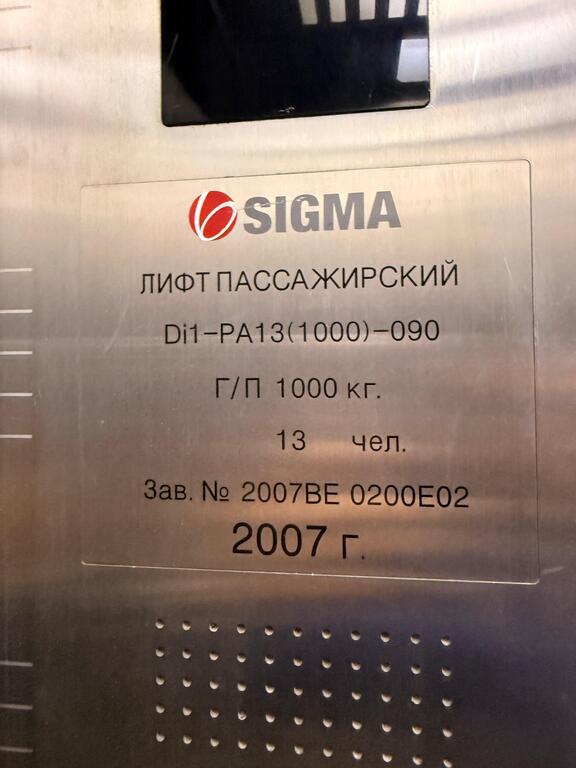 SIGMA
ЛИФТ ПАССАЖИРСКИЙ
Di1-PA13(1000)-090
Г/П 1000 кг.
13 чел.
Зав. № 2007BE 0200E02
2007 г.